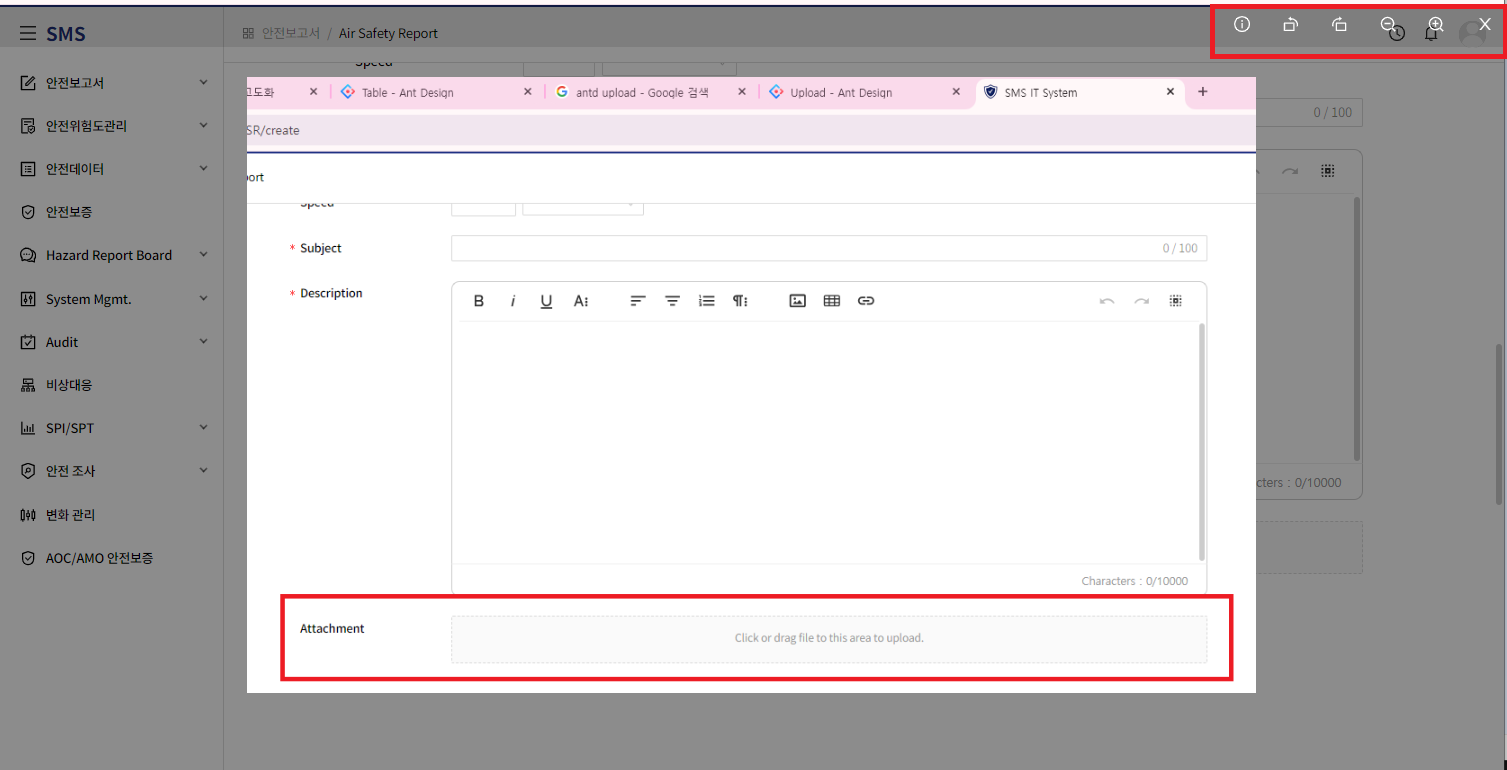 SMS
안전보고서 / Air Safety Report
안전보고서
안전위험도관리
안전데이터
안전보증
Hazard Report Board
System Mgmt.
Audit
비상대응
SPI/SPT
안전 조사
변화 관리
AOC/AMO 안전보증
Speed
0 / 100
고도화
Table - Ant Design
antd upload - Google 검색
Upload - Ant Design
SMS IT System
SR/create
port
Speed
* Subject
0 / 100
* Description
B i U A
Characters : 0/10000
cters : 0/10000
Attachment
Click or drag file to this area to upload.